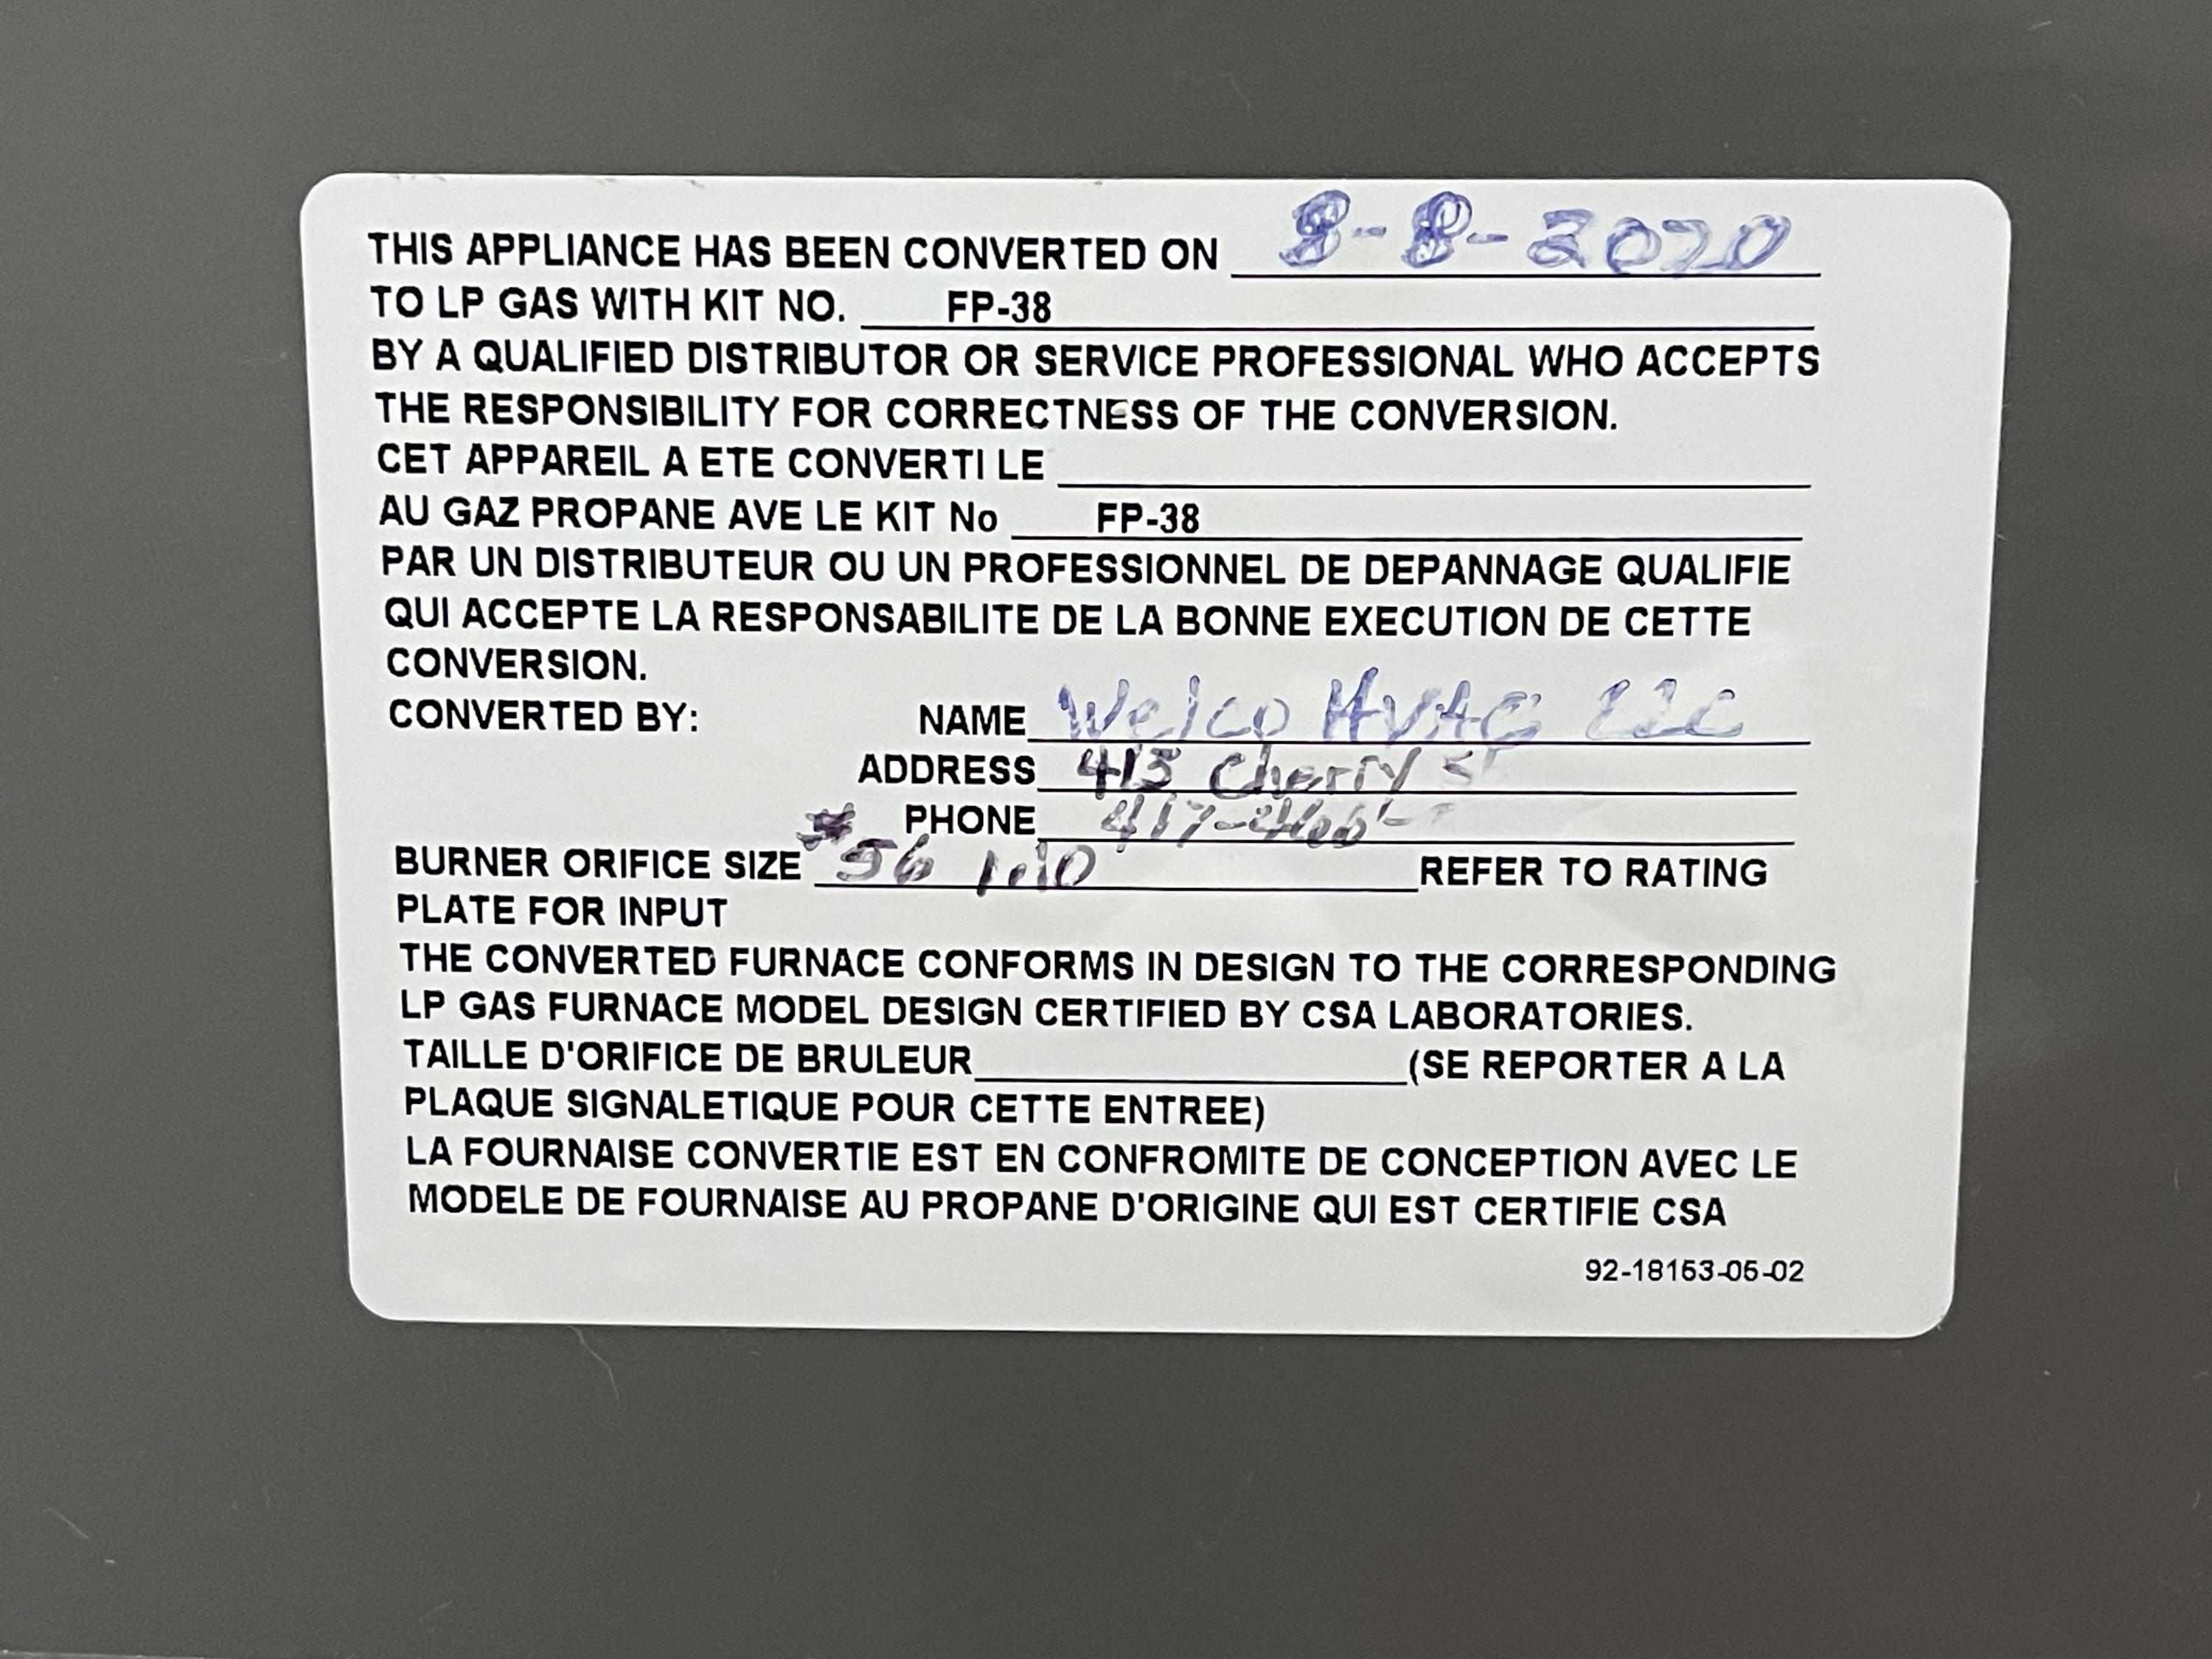 THIS APPLIANCE HAS BEEN CONVERTED ON 8-8-2020
TO LP GAS WITH KIT NO. FP-38
BY A QUALIFIED DISTRIBUTOR OR SERVICE PROFESSIONAL WHO ACCEPTS
THE RESPONSIBILITY FOR CORRECTNESS OF THE CONVERSION.
CET APPAREIL A ETE CONVERTI LE
AU GAZ PROPANE AVE LE KIT No FP-38
PAR UN DISTRIBUTEUR OU UN PROFESSIONNEL DE DEPANNAGE QUALIFIE
QUI ACCEPTE LA RESPONSABILITE DE LA BONNE EXECUTION DE CETTE
CONVERSION.
CONVERTED BY: NAME Welco HVAC LLC
ADDRESS 413 Cherry St
PHONE 417-466-
BURNER ORIFICE SIZE #56 1.10 REFER TO RATING
PLATE FOR INPUT
THE CONVERTED FURNACE CONFORMS IN DESIGN TO THE CORRESPONDING
LP GAS FURNACE MODEL DESIGN CERTIFIED BY CSA LABORATORIES.
TAILLE D'ORIFICE DE BRULEUR (SE REPORTER A LA
PLAQUE SIGNALETIQUE POUR CETTE ENTREE)
LA FOURNAISE CONVERTIE EST EN CONFROMITE DE CONCEPTION AVEC LE
MODELE DE FOURNAISE AU PROPANE D'ORIGINE QUI EST CERTIFIE CSA
92-18153-05-02